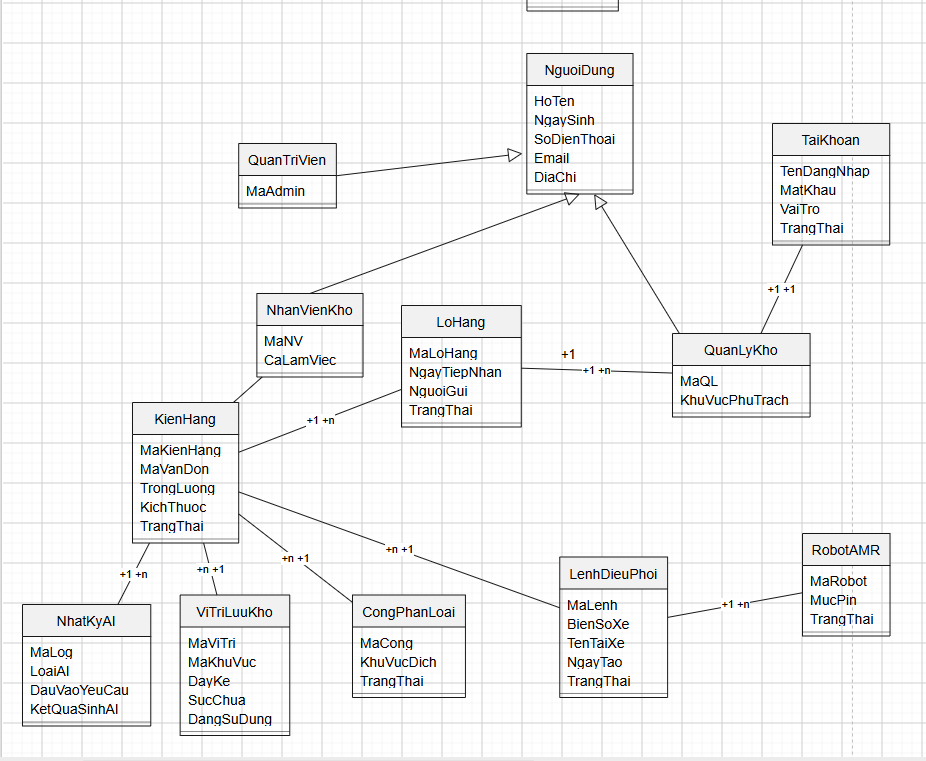 NguoiDung
HoTen
NgaySinh
SoDienThoai
Email
DiaChi
TaiKhoan
TenDangNhap
MatKhau
VaiTro
TrangThai
QuanTriVien
MaAdmin
+1 +1
NhanVienKho
MaNV
CaLamViec
LoHang
MaLoHang
NgayTiepNhan
NguoiGui
TrangThai
+1
+1 +n
QuanLyKho
MaQL
KhuVucPhuTrach
KienHang
MaKienHang
MaVanDon
TrongLuong
KichThuoc
TrangThai
+1 +n
+n +1
+n +1
+n +1
+1 +n
LenhDieuPhoi
MaLenh
BienSoXe
TenTaiXe
NgayTao
TrangThai
+1 +n
RobotAMR
MaRobot
MucPin
TrangThai
NhatKyAI
MaLog
LoaiAI
DauVaoYeuCau
KetQuaSinhAI
ViTriLuuKho
MaViTri
MaKhuVuc
DayKe
SucChua
DangSuDung
CongPhanLoai
MaCong
KhuVucDich
TrangThai